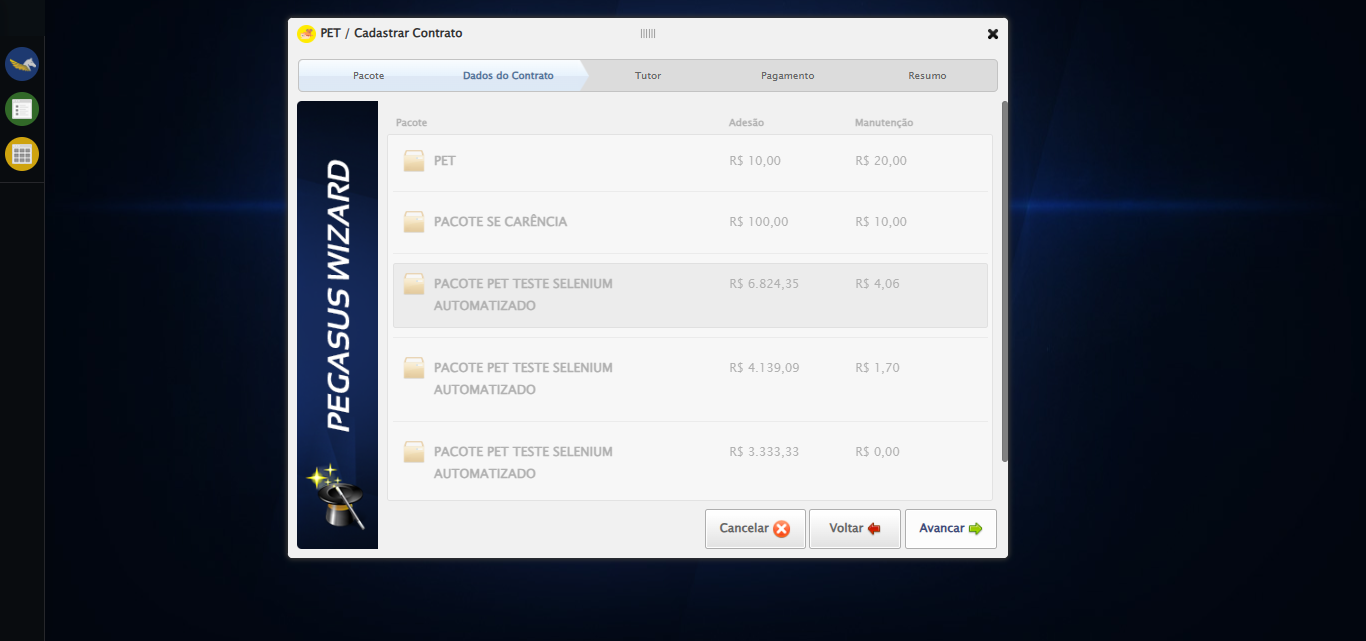 PET / Cadastrar Contrato
Pacote Dados do Contrato Tutor Pagamento Resumo
PEGASUS WIZARD
Pacote Adesão Manutenção
PET R$ 10,00 R$ 20,00
PACOTE SE CARÊNCIA R$ 100,00 R$ 10,00
PACOTE PET TESTE SELENIUM R$ 6.824,35 R$ 4,06
AUTOMATIZADO
PACOTE PET TESTE SELENIUM R$ 4.139,09 R$ 1,70
AUTOMATIZADO
PACOTE PET TESTE SELENIUM R$ 3.333,33 R$ 0,00
AUTOMATIZADO
Cancelar Voltar Avancar